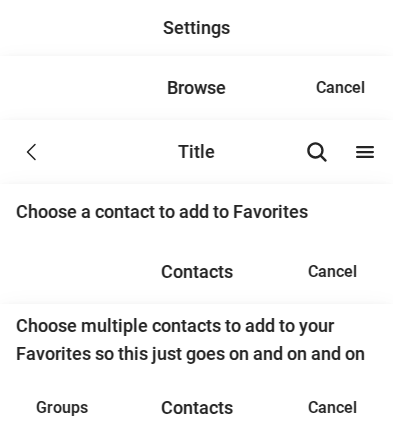 Settings
Browse Cancel
Title
Choose a contact to add to Favorites
Contacts Cancel
Choose multiple contacts to add to your
Favorites so this just goes on and on and on
Groups Contacts Cancel